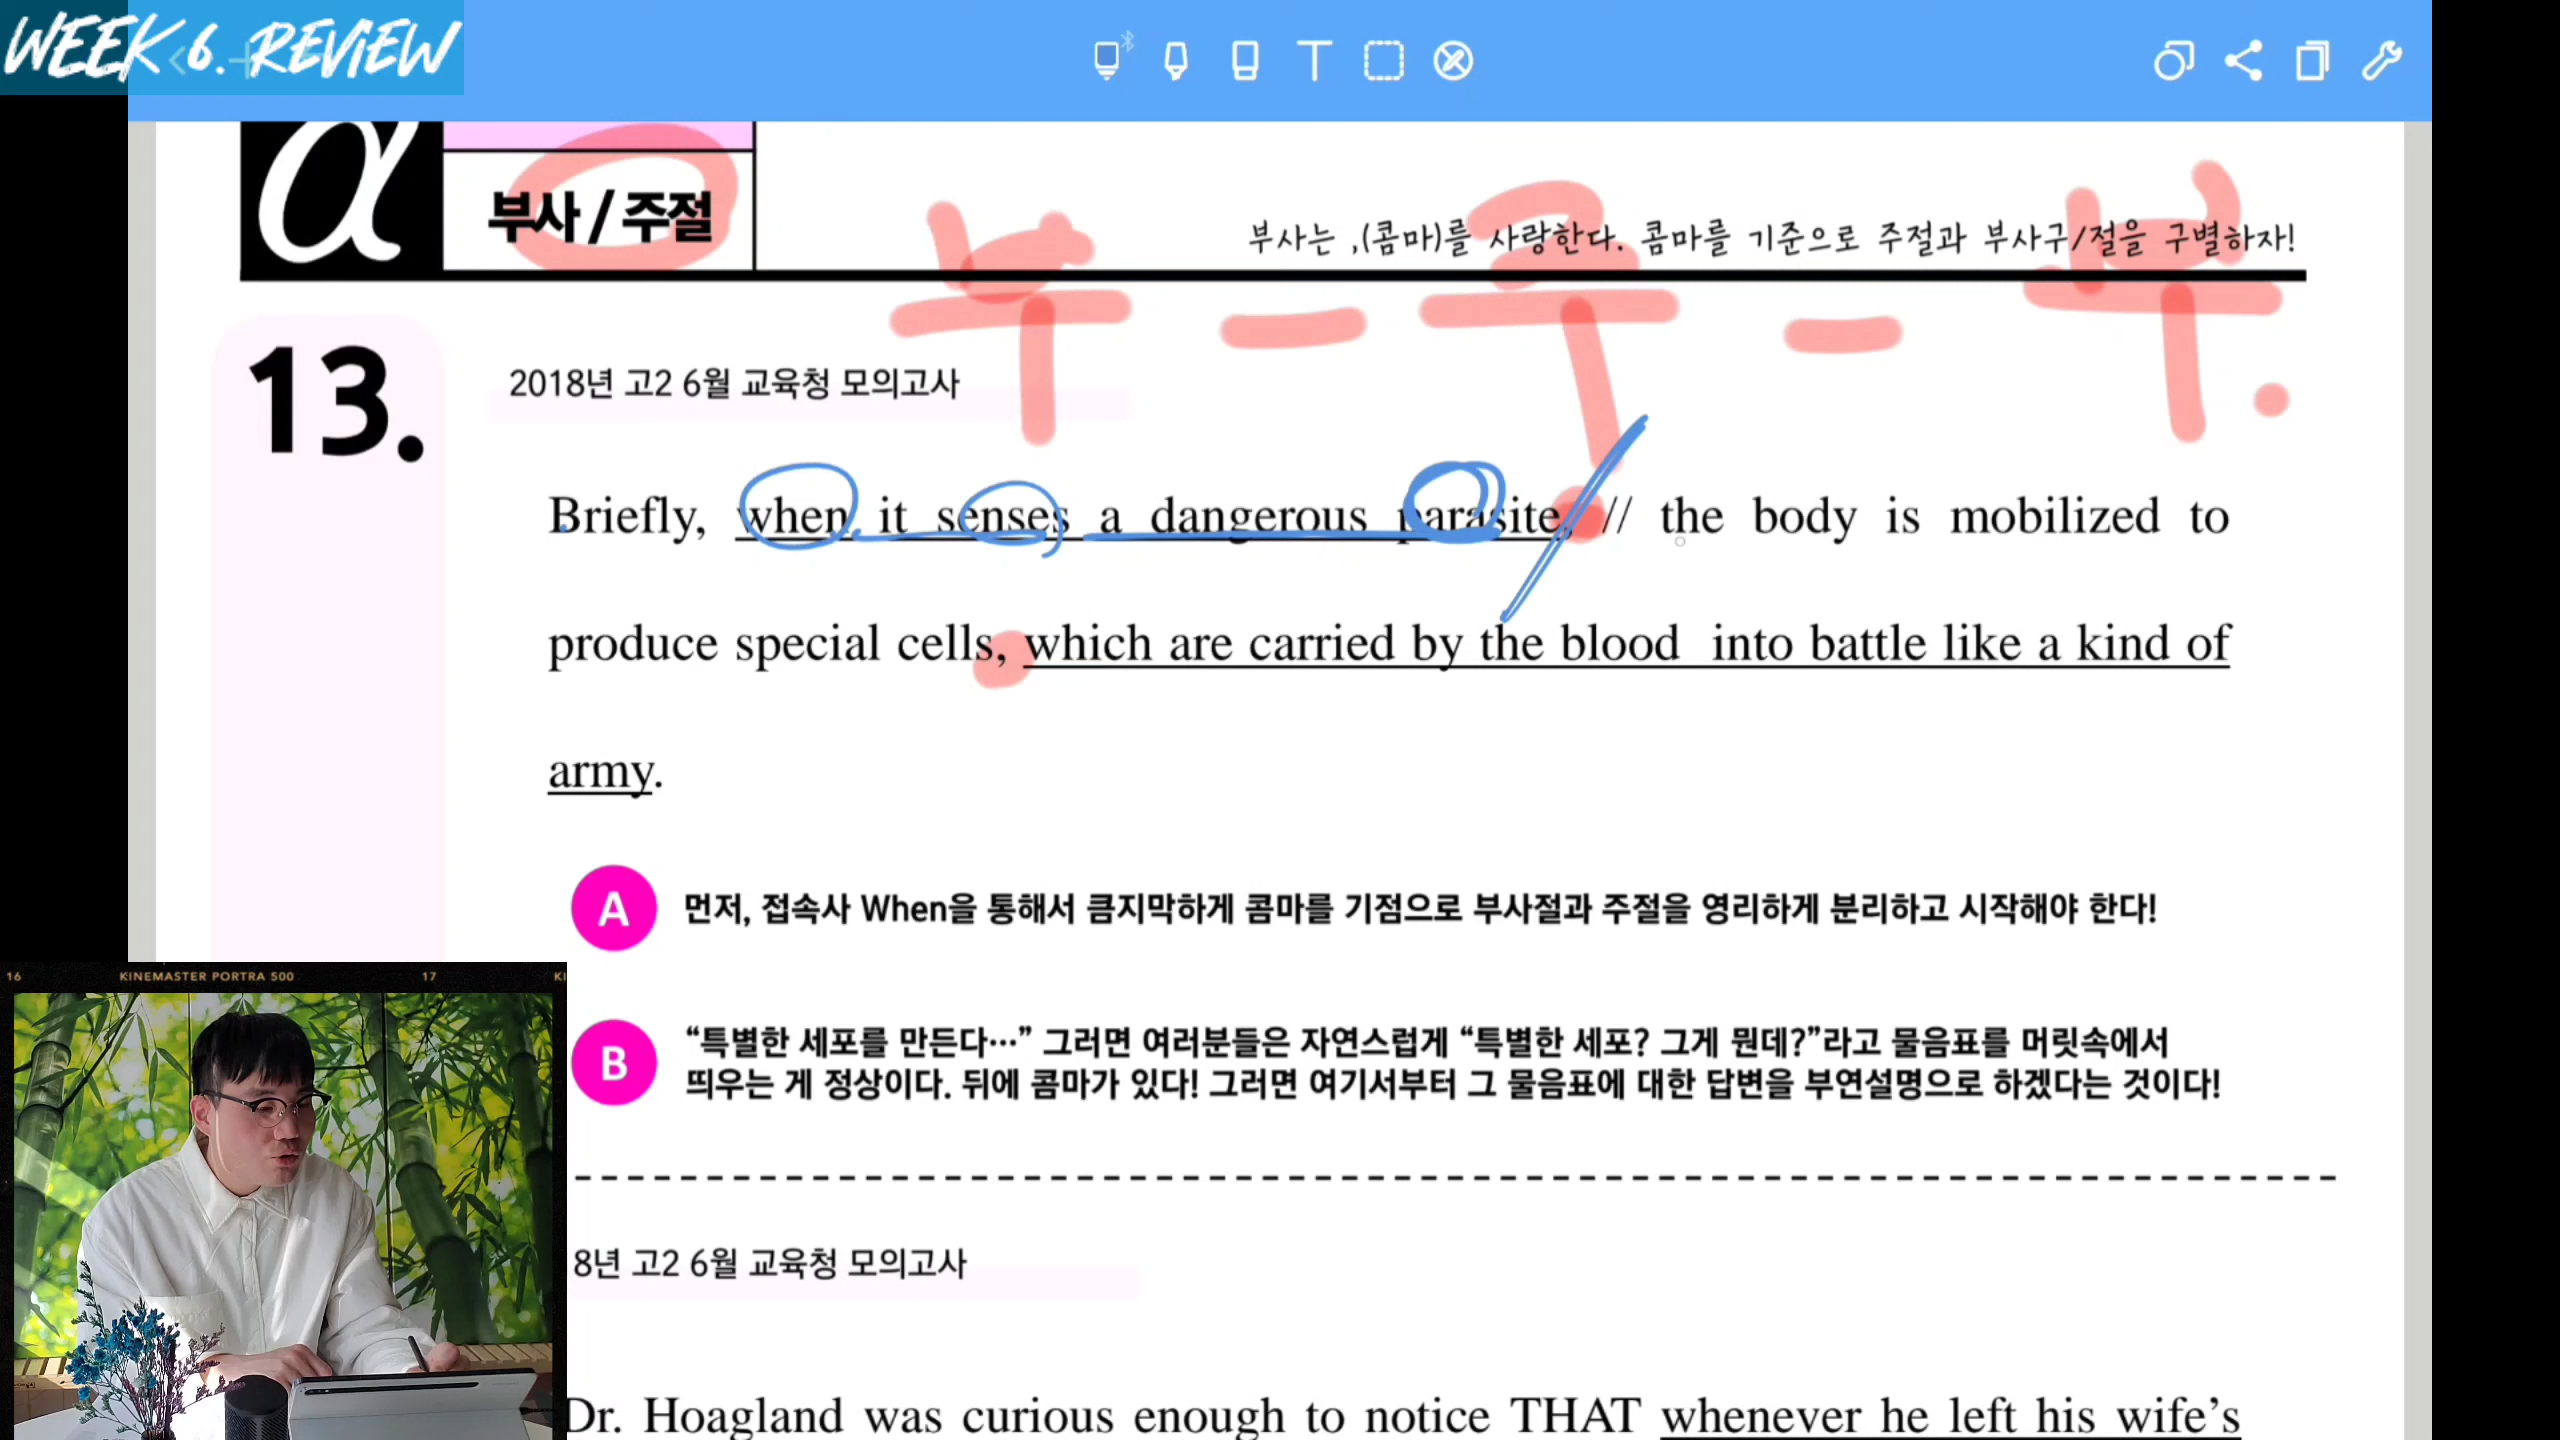 WEEK 6. REVIEW
α
부사 / 주절
부사는 ,(콤마)를 사랑한다. 콤마를 기준으로 주절과 부사구/절을 구별하자!
부 - 주 - 부.
13.
2018년 고2 6월 교육청 모의고사
Briefly, when it senses a dangerous parasite, // the body is mobilized to
produce special cells, which are carried by the blood into battle like a kind of
army.
A 먼저, 접속사 When을 통해서 큼지막하게 콤마를 기점으로 부사절과 주절을 영리하게 분리하고 시작해야 한다!
B “특별한 세포를 만든다…” 그러면 여러분들은 자연스럽게 “특별한 세포? 그게 뭔데?”라고 물음표를 머릿속에서
띄우는 게 정상이다. 뒤에 콤마가 있다! 그러면 여기서부터 그 물음표에 대한 답변을 부연설명으로 하겠다는 것이다!
16 KINEMASTER PORTRA 500 17 KI
8년 고2 6월 교육청 모의고사
Dr. Hoagland was curious enough to notice THAT whenever he left his wife’s